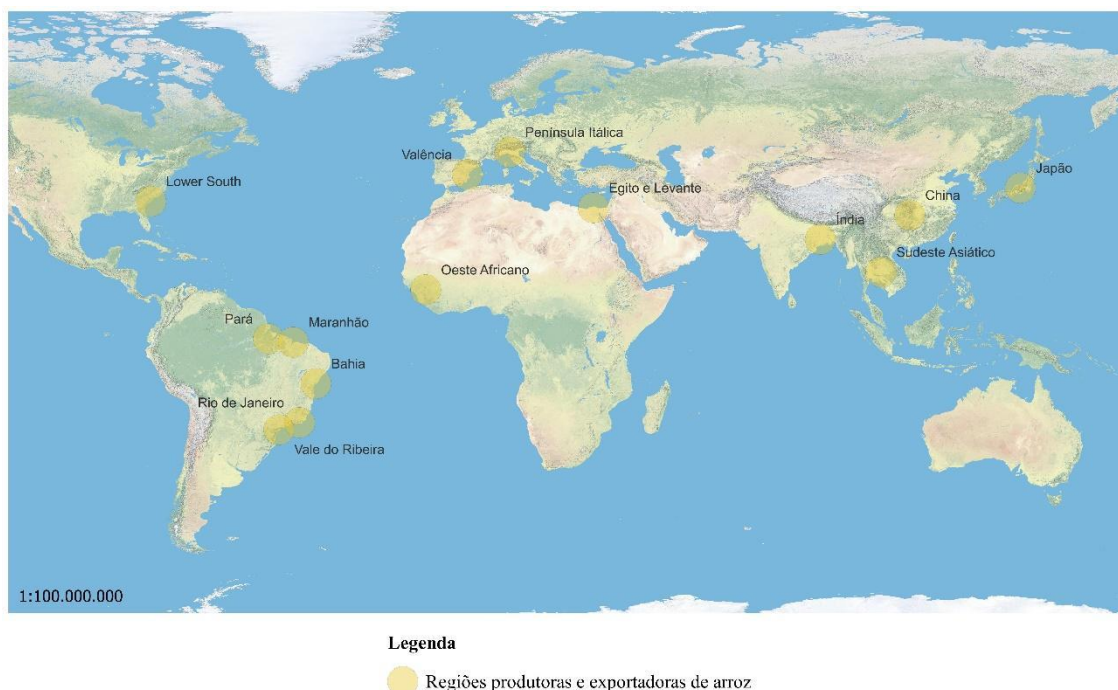 Península Itálica
Valência
Japão
Lower South
Egito e Levante
China
Índia
Sudeste Asiático
Oeste Africano
Pará
Maranhão
Bahia
Rio de Janeiro
Vale do Ribeira
1:100.000.000
Legenda
Regiões produtoras e exportadoras de arroz